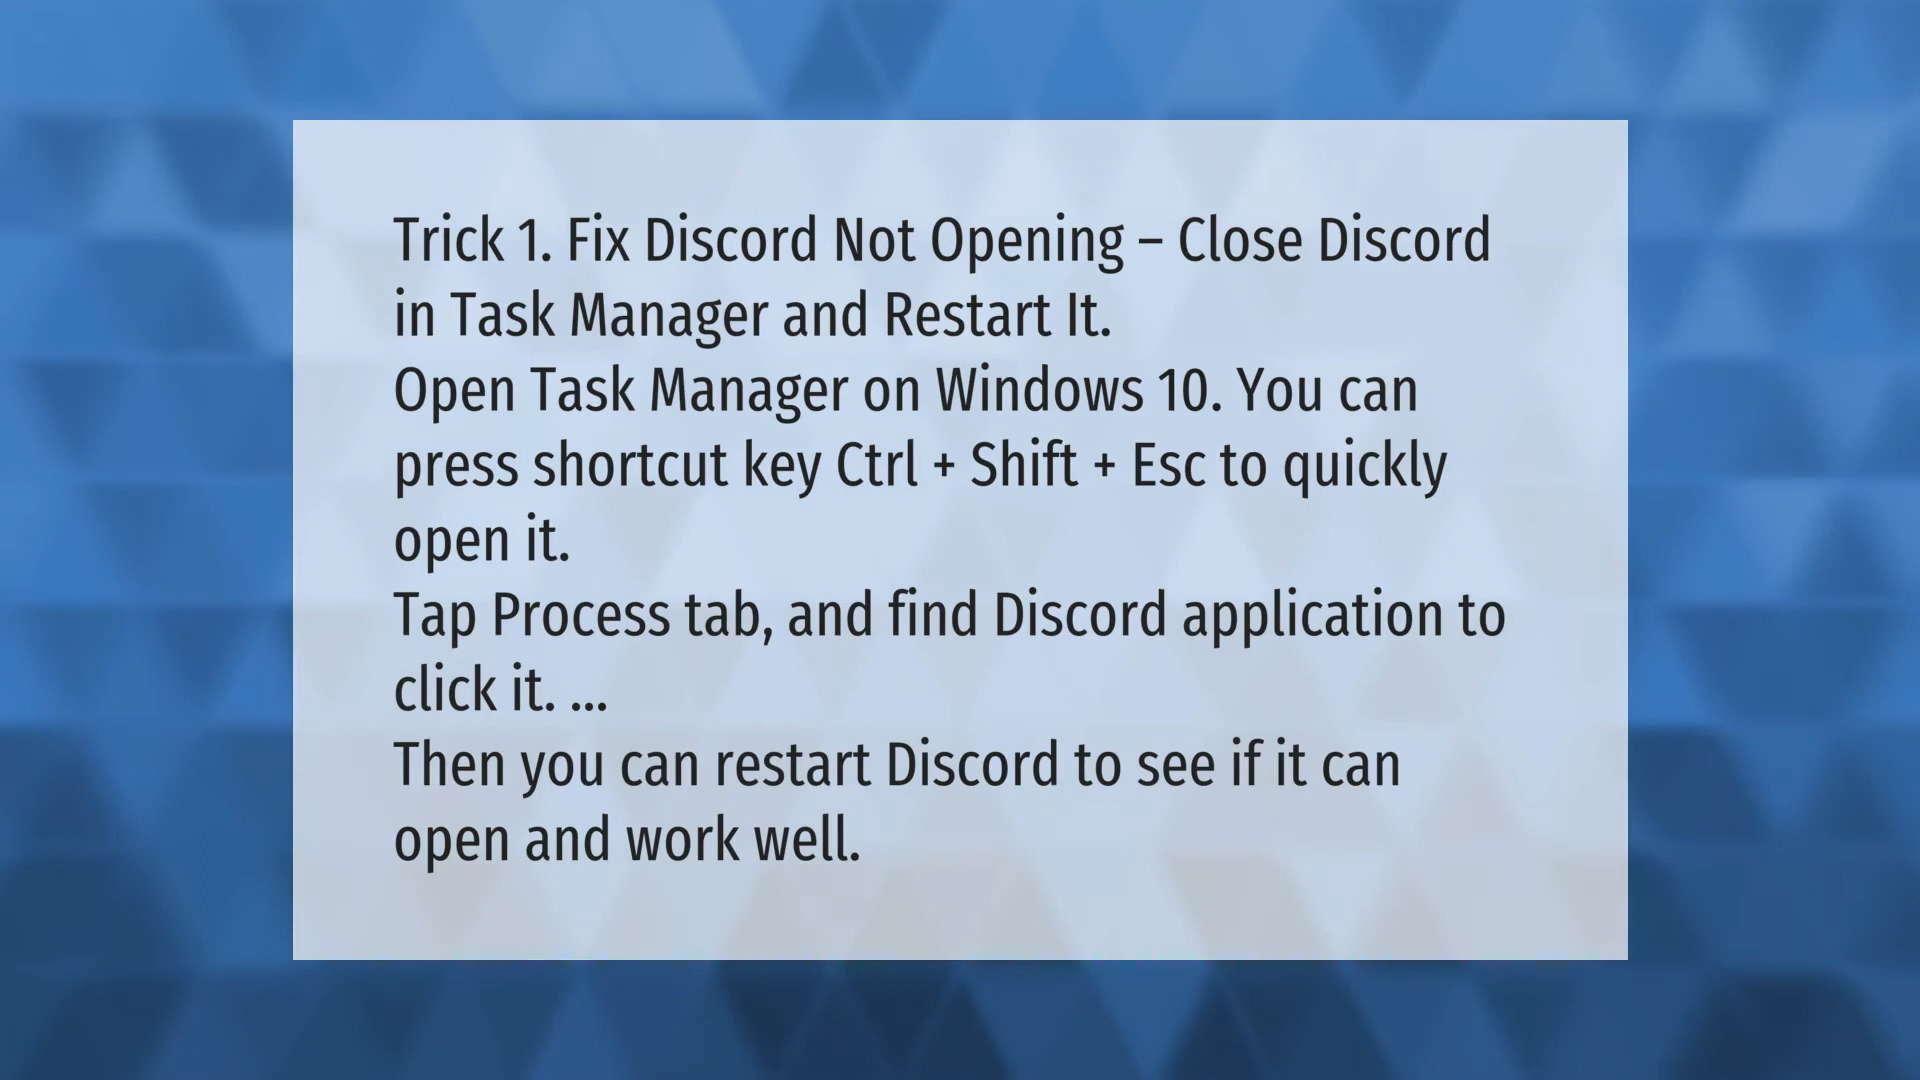 Trick 1. Fix Discord Not Opening – Close Discord
in Task Manager and Restart It.
Open Task Manager on Windows 10. You can
press shortcut key Ctrl + Shift + Esc to quickly
open it.
Tap Process tab, and find Discord application to
click it. ...
Then you can restart Discord to see if it can
open and work well.